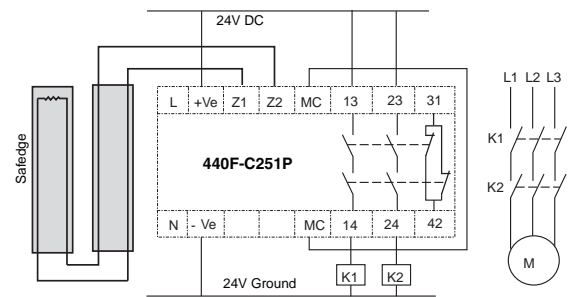 24V DC
L +Ve Z1 Z2 MC 13 23 31
440F-C251P
N - Ve MC 14 24 42
K1 K2
24V Ground
Safedge
L1 L2 L3
K1
K2
M